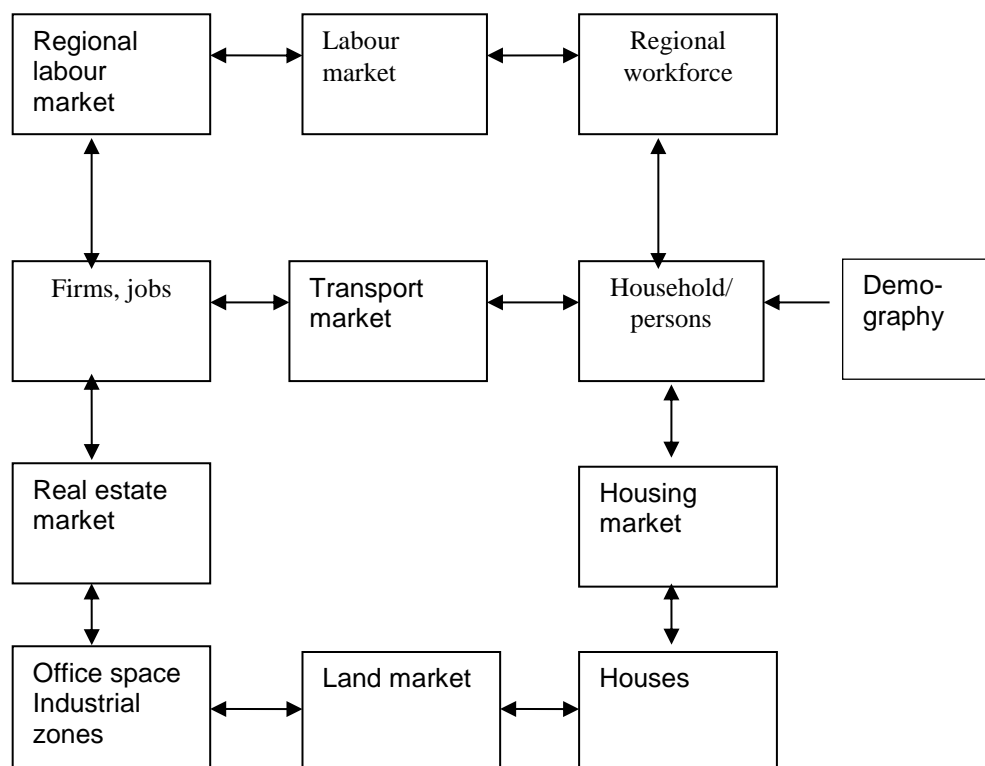 Regional
labour
market
Labour
market
Regional
workforce
Firms, jobs
Transport
market
Household/
persons
Demo-
graphy
Real estate
market
Housing
market
Office space
Industrial
zones
Land market
Houses